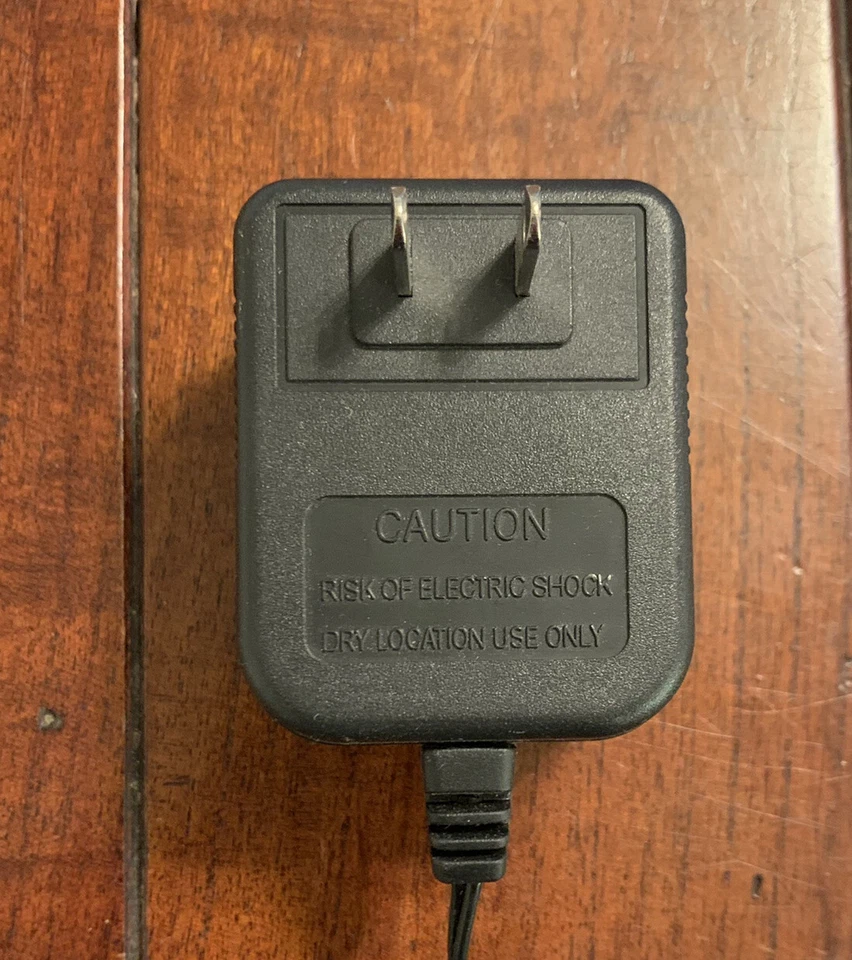 CAUTION
RISK OF ELECTRIC SHOCK
DRY LOCATION USE ONLY